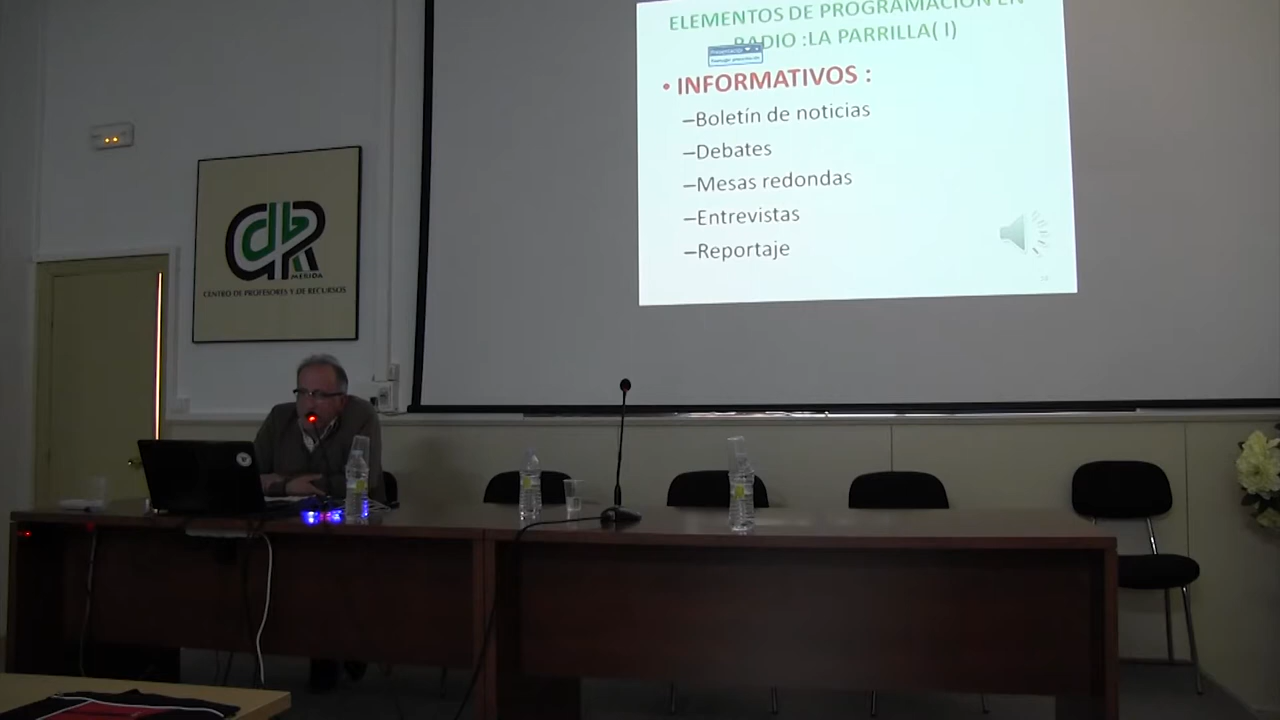 ELEMENTOS DE PROGRAMACIÓN EN
RADIO :LA PARRILLA( I)
• INFORMATIVOS :
–Boletín de noticias
–Debates
–Mesas redondas
–Entrevistas
–Reportaje
MERIDA
CENTRO DE PROFESORES Y DE RECURSOS